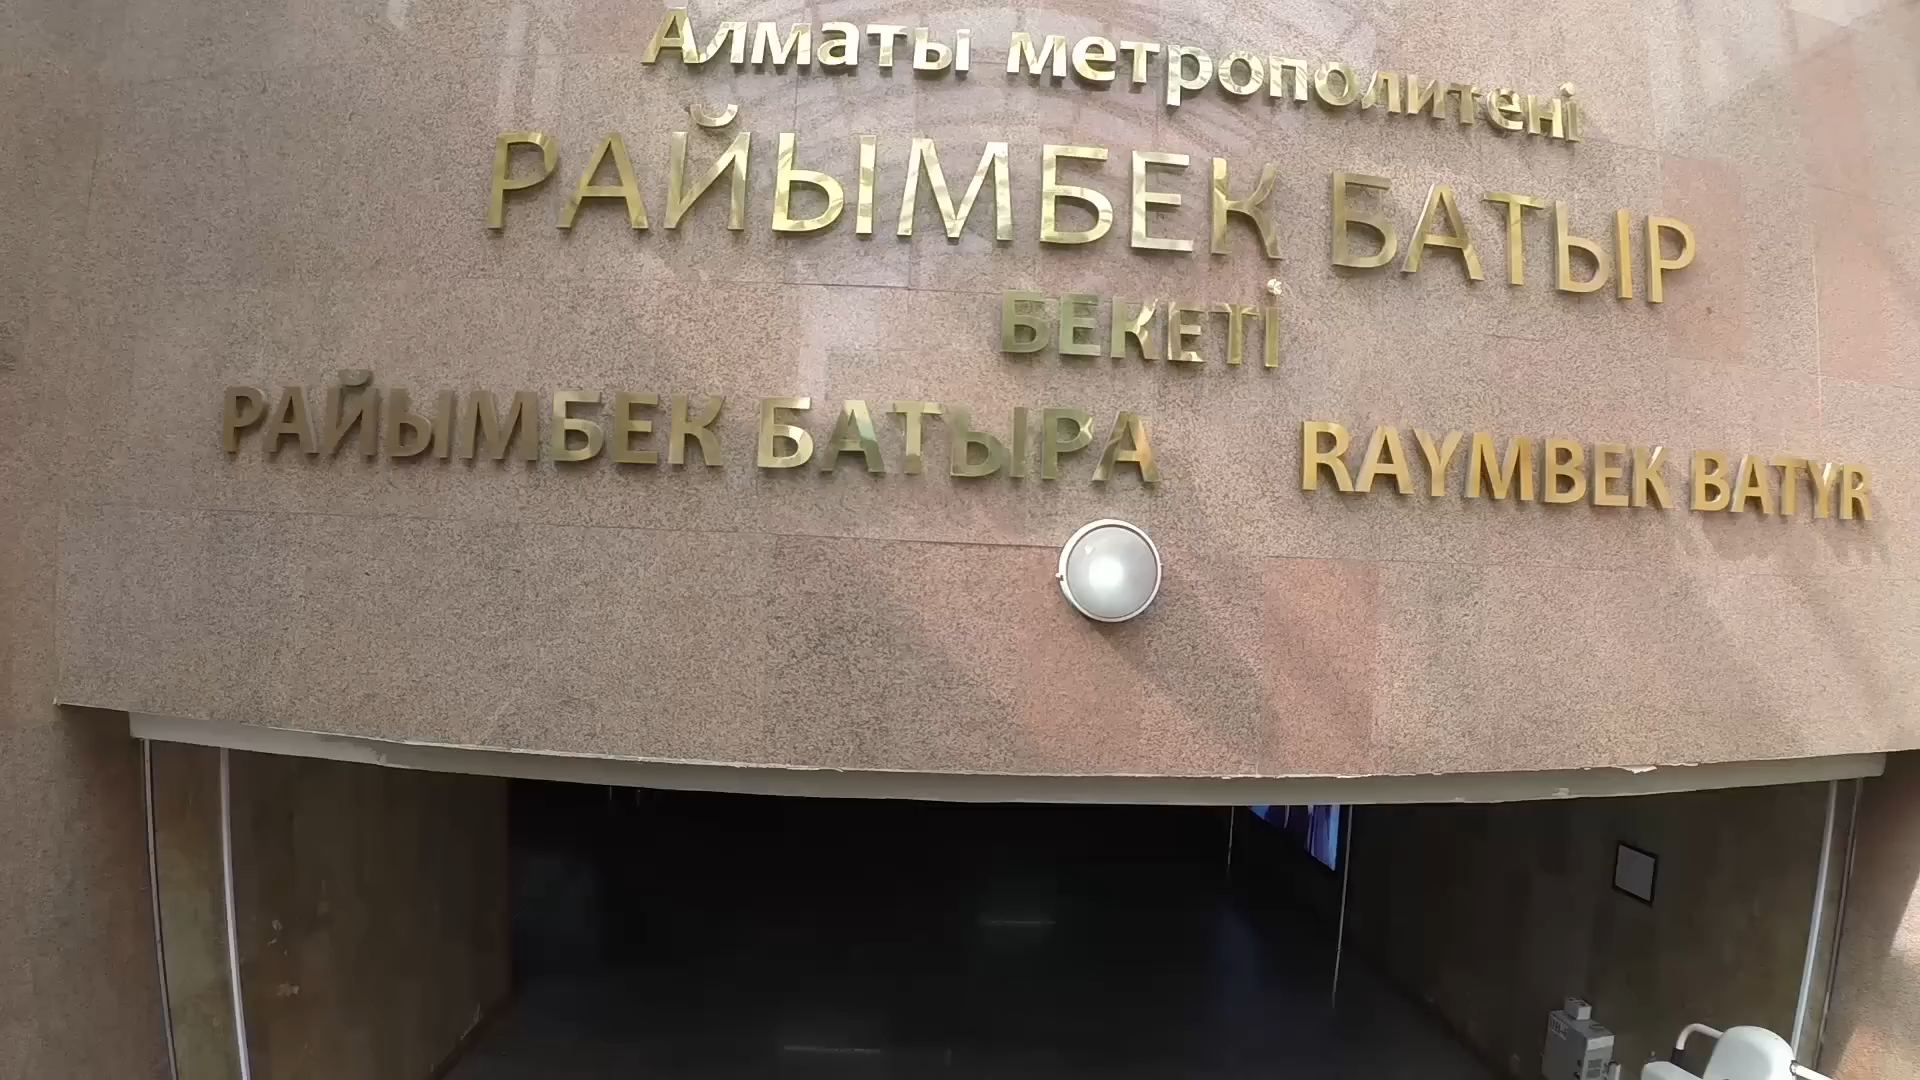 Алматы метрополитені
РАЙЫМБЕК БАТЫР
БЕКЕТІ
РАЙЫМБЕК БАТЫРА
RAYMBEK BATYR